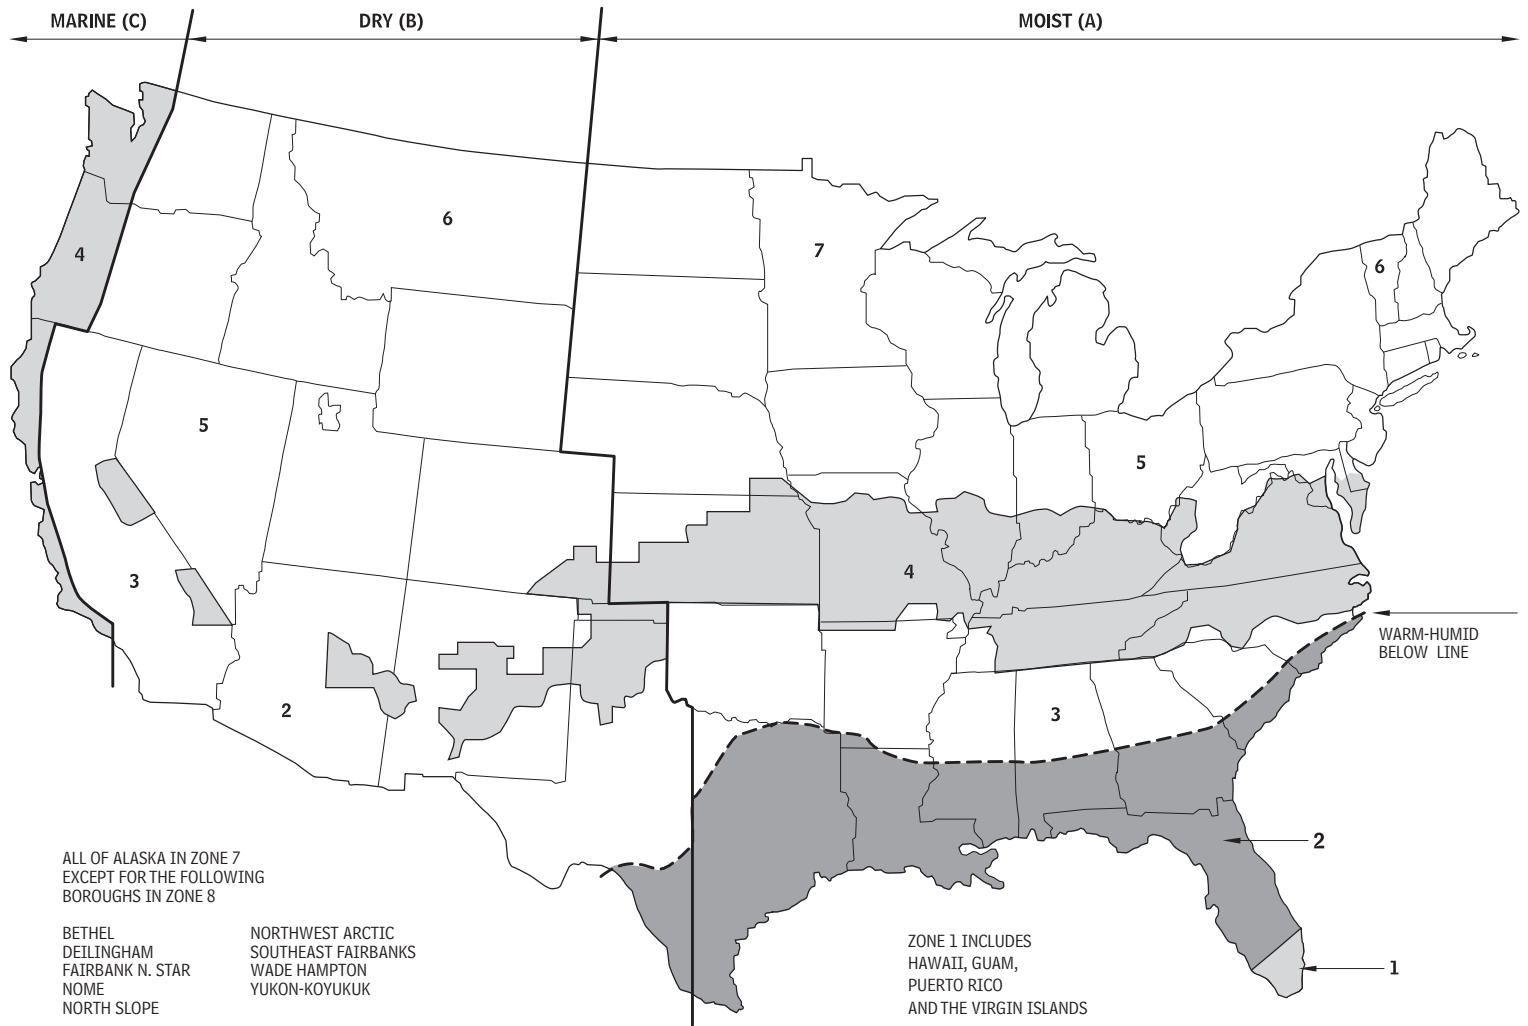 MARINE (C)
DRY (B)
MOIST (A)
6
7
6
4
5
5
3
4
WARM-HUMID
BELOW LINE
2
3
2
ALL OF ALASKA IN ZONE 7
EXCEPT FOR THE FOLLOWING
BOROUGHS IN ZONE 8
BETHEL
DEILINGHAM
FAIRBANK N. STAR
NOME
NORTH SLOPE
NORTHWEST ARCTIC
SOUTHEAST FAIRBANKS
WADE HAMPTON
YUKON-KOYUKUK
ZONE 1 INCLUDES
HAWAII, GUAM,
PUERTO RICO
AND THE VIRGIN ISLANDS
1